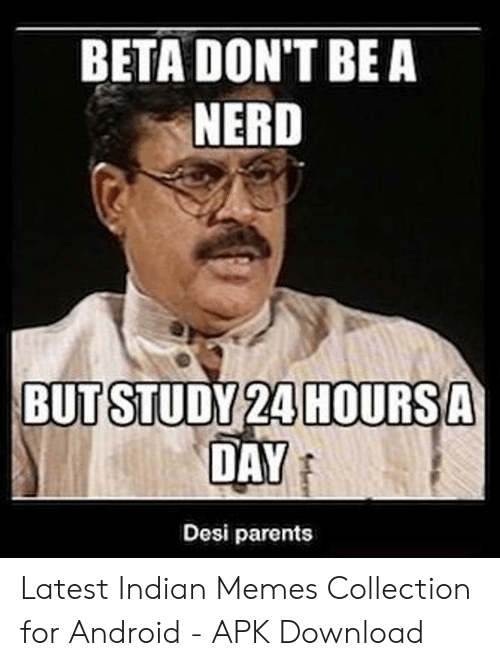 BETA DON'T BE A
NERD
BUT STUDY 24 HOURS A
DAY
Desi parents
Latest Indian Memes Collection
for Android - APK Download